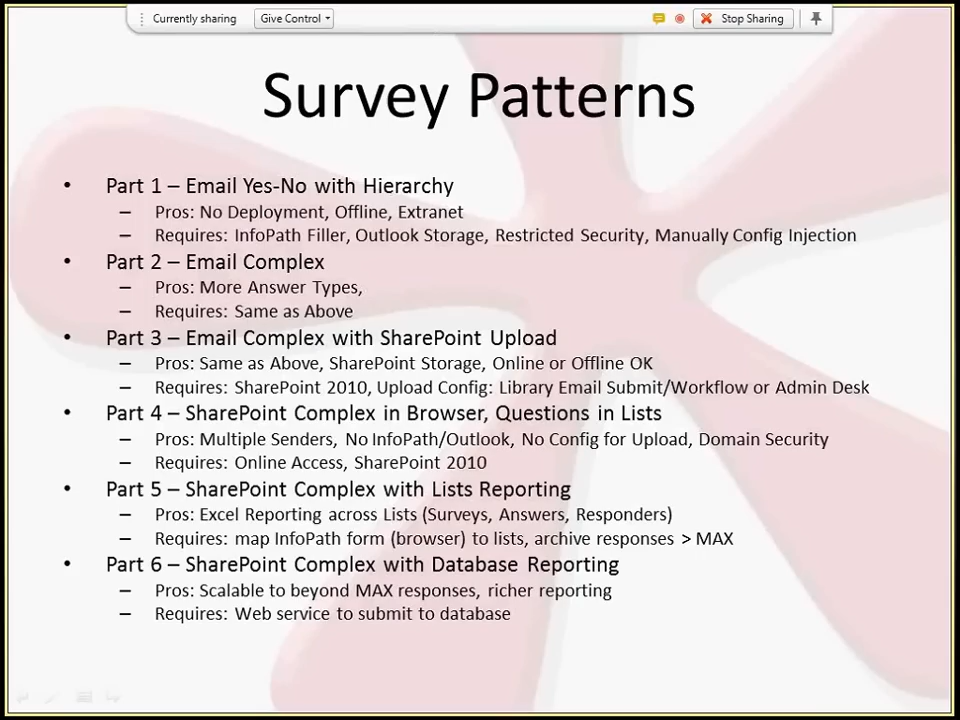 Currently sharing Give Control Stop Sharing
Survey Patterns
• Part 1 – Email Yes-No with Hierarchy
– Pros: No Deployment, Offline, Extranet
– Requires: InfoPath Filler, Outlook Storage, Restricted Security, Manually Config Injection
• Part 2 – Email Complex
– Pros: More Answer Types,
– Requires: Same as Above
• Part 3 – Email Complex with SharePoint Upload
– Pros: Same as Above, SharePoint Storage, Online or Offline OK
– Requires: SharePoint 2010, Upload Config: Library Email Submit/Workflow or Admin Desk
• Part 4 – SharePoint Complex in Browser, Questions in Lists
– Pros: Multiple Senders, No InfoPath/Outlook, No Config for Upload, Domain Security
– Requires: Online Access, SharePoint 2010
• Part 5 – SharePoint Complex with Lists Reporting
– Pros: Excel Reporting across Lists (Surveys, Answers, Responders)
– Requires: map InfoPath form (browser) to lists, archive responses > MAX
• Part 6 – SharePoint Complex with Database Reporting
– Pros: Scalable to beyond MAX responses, richer reporting
– Requires: Web service to submit to database